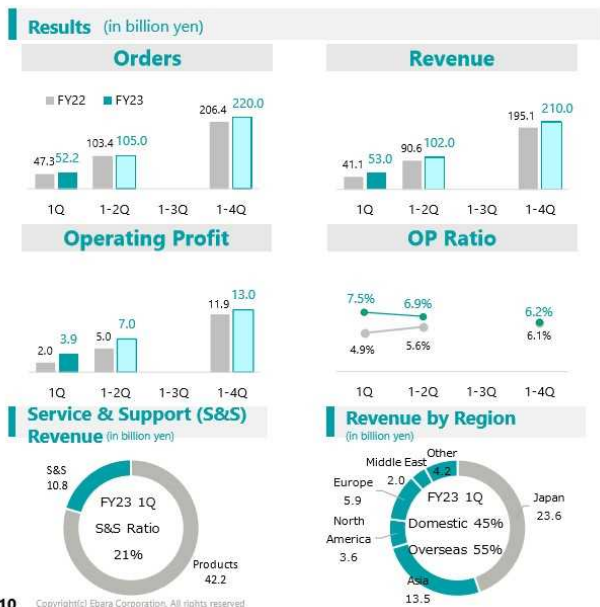 Results (in billion yen)
Orders
FY22 FY23
47.3 52.2 103.4 105.0 206.4 220.0
1Q 1-2Q 1-3Q 1-4Q
Revenue
41.1 53.0 90.6 102.0 195.1 210.0
1Q 1-2Q 1-3Q 1-4Q
Operating Profit
2.0 3.9 5.0 7.0 11.9 13.0
1Q 1-2Q 1-3Q 1-4Q
OP Ratio
7.5% 6.9% 6.2%
4.9% 5.6% 6.1%
1Q 1-2Q 1-3Q 1-4Q
Service & Support (S&S)
Revenue (in billion yen)
S&S
10.8
FY23 1Q
S&S Ratio
21%
Products
42.2
Revenue by Region
(in billion yen)
Other
4.2
Middle East
2.0
Europe
5.9
North
America
3.6
FY23 1Q
Domestic 45%
Overseas 55%
Japan
23.6
Asia
13.5
10 Copyright(c) Ebara Corporation. All rights reserved